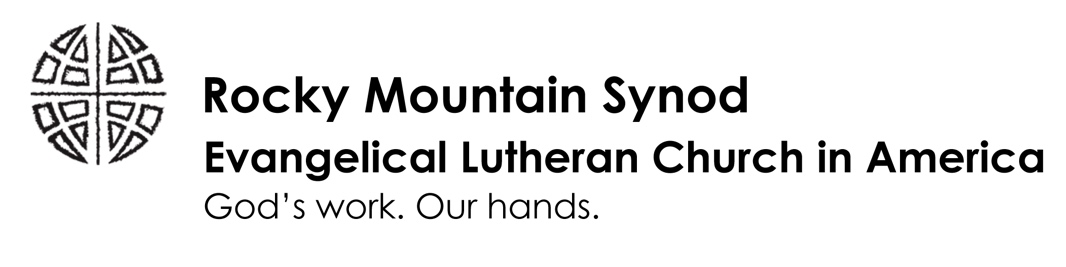 Rocky Mountain Synod
Evangelical Lutheran Church in America
God’s work. Our hands.